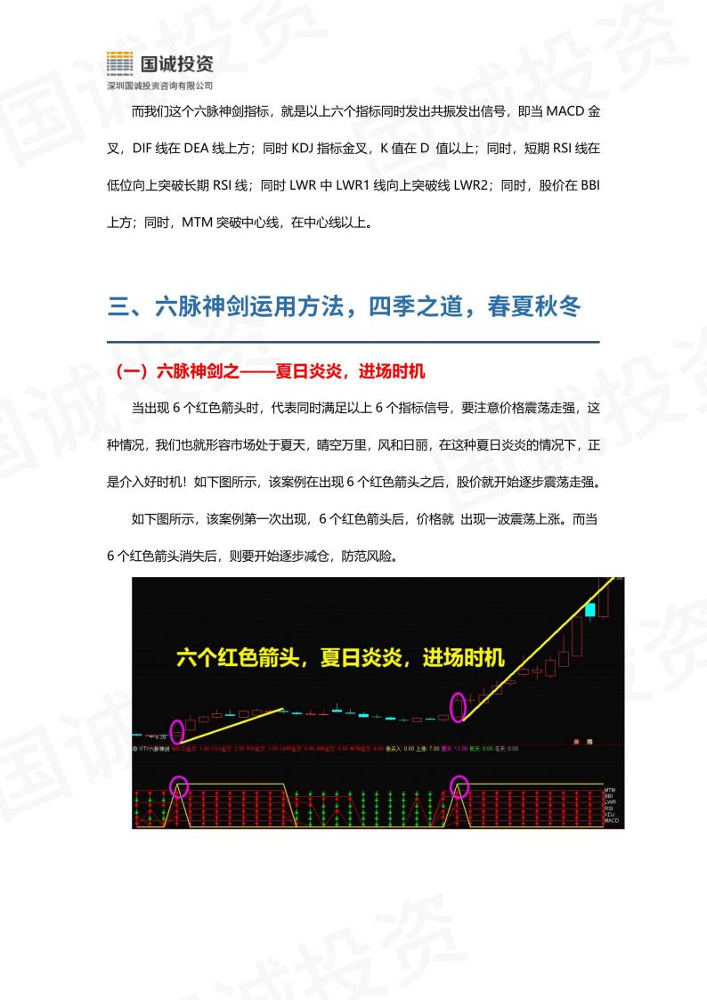 国诚投资
深圳国诚投资咨询有限公司
而我们这个六脉神剑指标，就是以上六个指标同时发出共振发出信号，即当 MACD 金
叉，DIF 线在 DEA 线上方；同时 KDJ 指标金叉，K 值在 D 值以上；同时，短期 RSI 线在
低位向上突破长期 RSI 线；同时 LWR 中 LWR1 线向上突破线 LWR2；同时，股价在 BBI
上方；同时，MTM 突破中心线，在中心线以上。
三、六脉神剑运用方法，四季之道，春夏秋冬
（一）六脉神剑之——夏日炎炎，进场时机
当出现 6 个红色箭头时，代表同时满足以上 6 个指标信号，要注意价格震荡走强，这
种情况，我们也就形容市场处于夏天，晴空万里，风和日丽，在这种夏日炎炎的情况下，正
是介入好时机！如下图所示，该案例在出现 6 个红色箭头之后，股价就开始逐步震荡走强。
如下图所示，该案例第一次出现，6 个红色箭头后，价格就 出现一波震荡上涨。而当
6 个红色箭头消失后，则要开始逐步减仓，防范风险。
六个红色箭头，夏日炎炎，进场时机
8.39
GTY六脉神剑 MACD金叉: 1.00 KDJ金叉: 2.00 RSI金叉: 3.00 LWR金叉: 4.00 BBI金叉: 5.00 MTM金叉: 6.00 涨买入: 0.00 上涨: 7.00 夏天: 12.00 秋天: 0.00 冬天: 0.00
MTM
BBI
LWR
RSI
KDJ
MACD